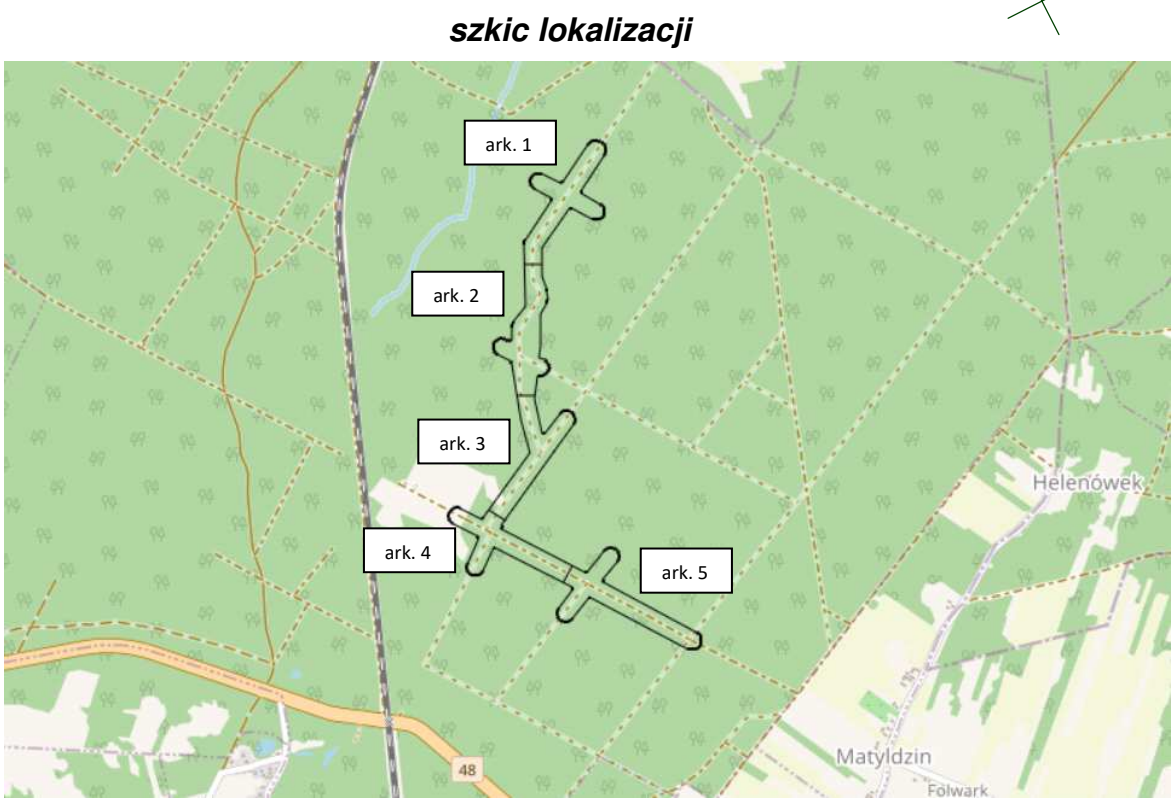 szkic lokalizacji
ark. 1
ark. 2
ark. 3
Helenówek
ark. 4
ark. 5
Matyldzin
48
Folwark